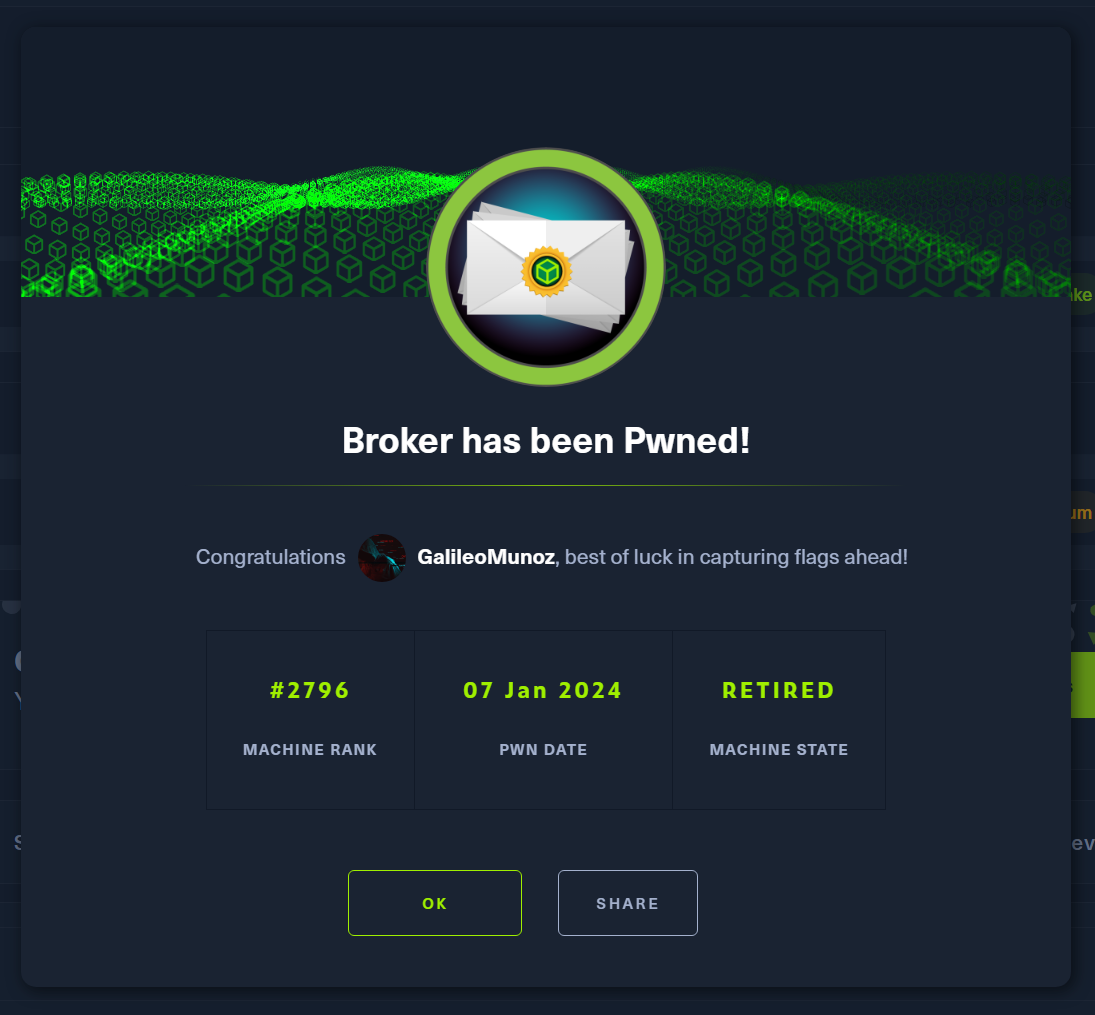 Broker has been Pwned!
Congratulations GalileoMunoz, best of luck in capturing flags ahead!
#2796 07 Jan 2024 RETIRED
MACHINE RANK PWN DATE MACHINE STATE
OK SHARE